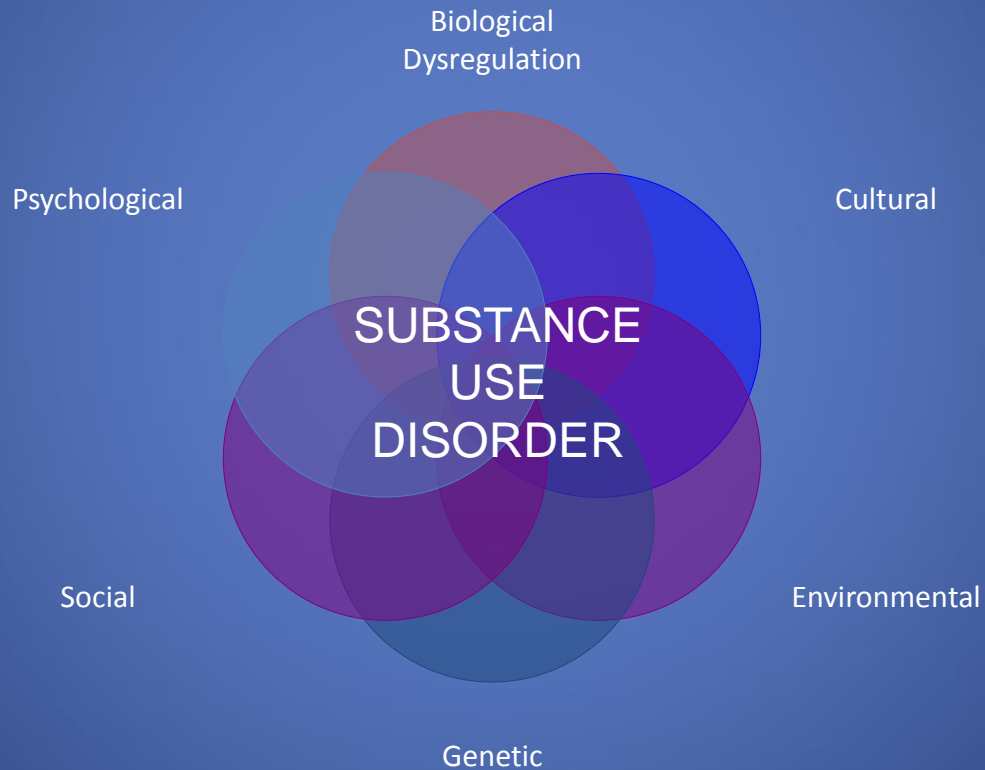 Biological
Dysregulation
Psychological
Cultural
SUBSTANCE
USE
DISORDER
Social
Environmental
Genetic